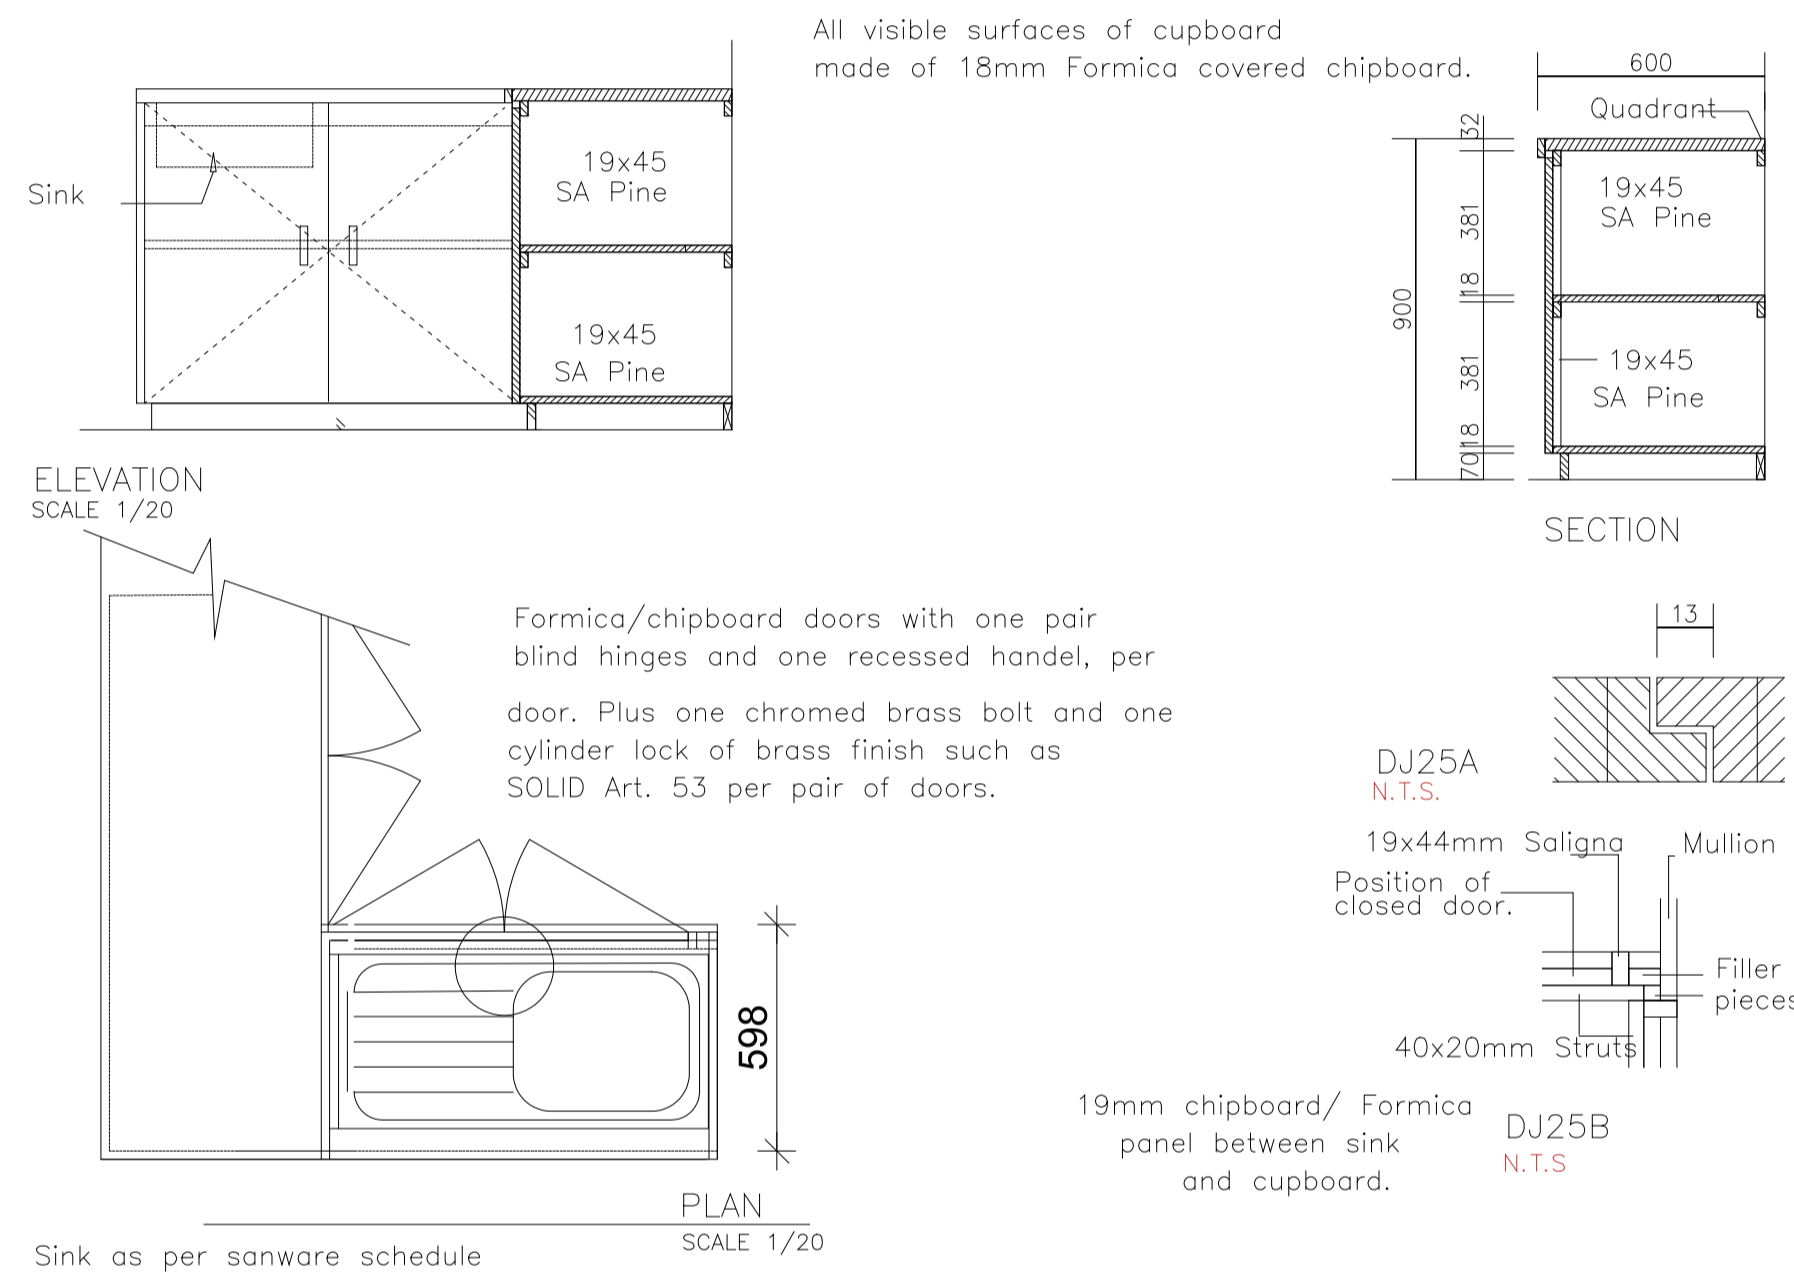 All visible surfaces of cupboard
made of 18mm Formica covered chipboard.
Sink
19x45
SA Pine
19x45
SA Pine
ELEVATION
SCALE 1/20
600
Quadrant
32
381
18
381
18
70
900
19x45
SA Pine
19x45
SA Pine
SECTION
Formica/chipboard doors with one pair
blind hinges and one recessed handel, per
door. Plus one chromed brass bolt and one
cylinder lock of brass finish such as
SOLID Art. 53 per pair of doors.
13
DJ25A
N.T.S.
19x44mm Saligna
Mullion
Position of
closed door.
Filler
pieces
40x20mm Struts
19mm chipboard/ Formica
panel between sink
and cupboard.
DJ25B
N.T.S
598
PLAN
SCALE 1/20
Sink as per sanware schedule